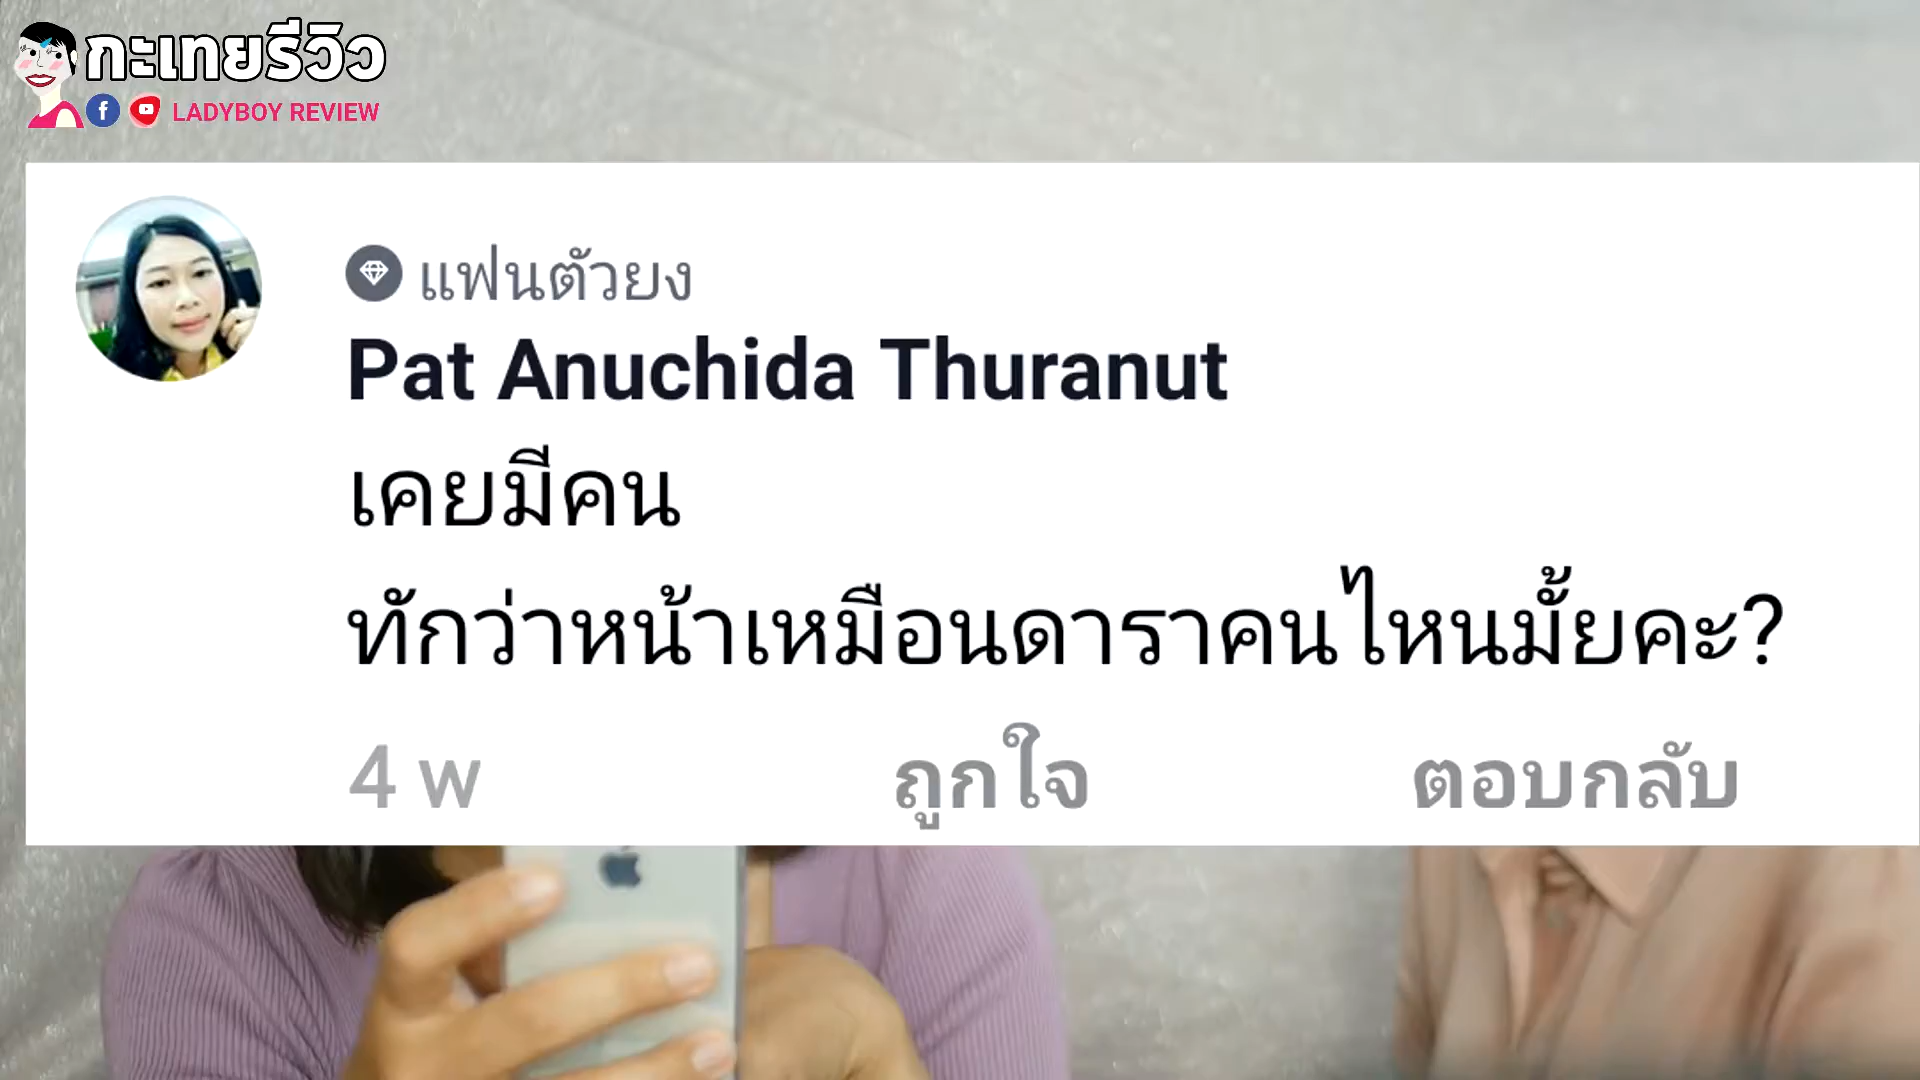 กะเทยรีวิว
LADYBOY REVIEW
แฟนตัวยง
Pat Anuchida Thuranut
เคยมีคน
ทักว่าหน้าเหมือนดาราคนไหนมั้ยคะ?
4 พ ถูกใจ ตอบกลับ